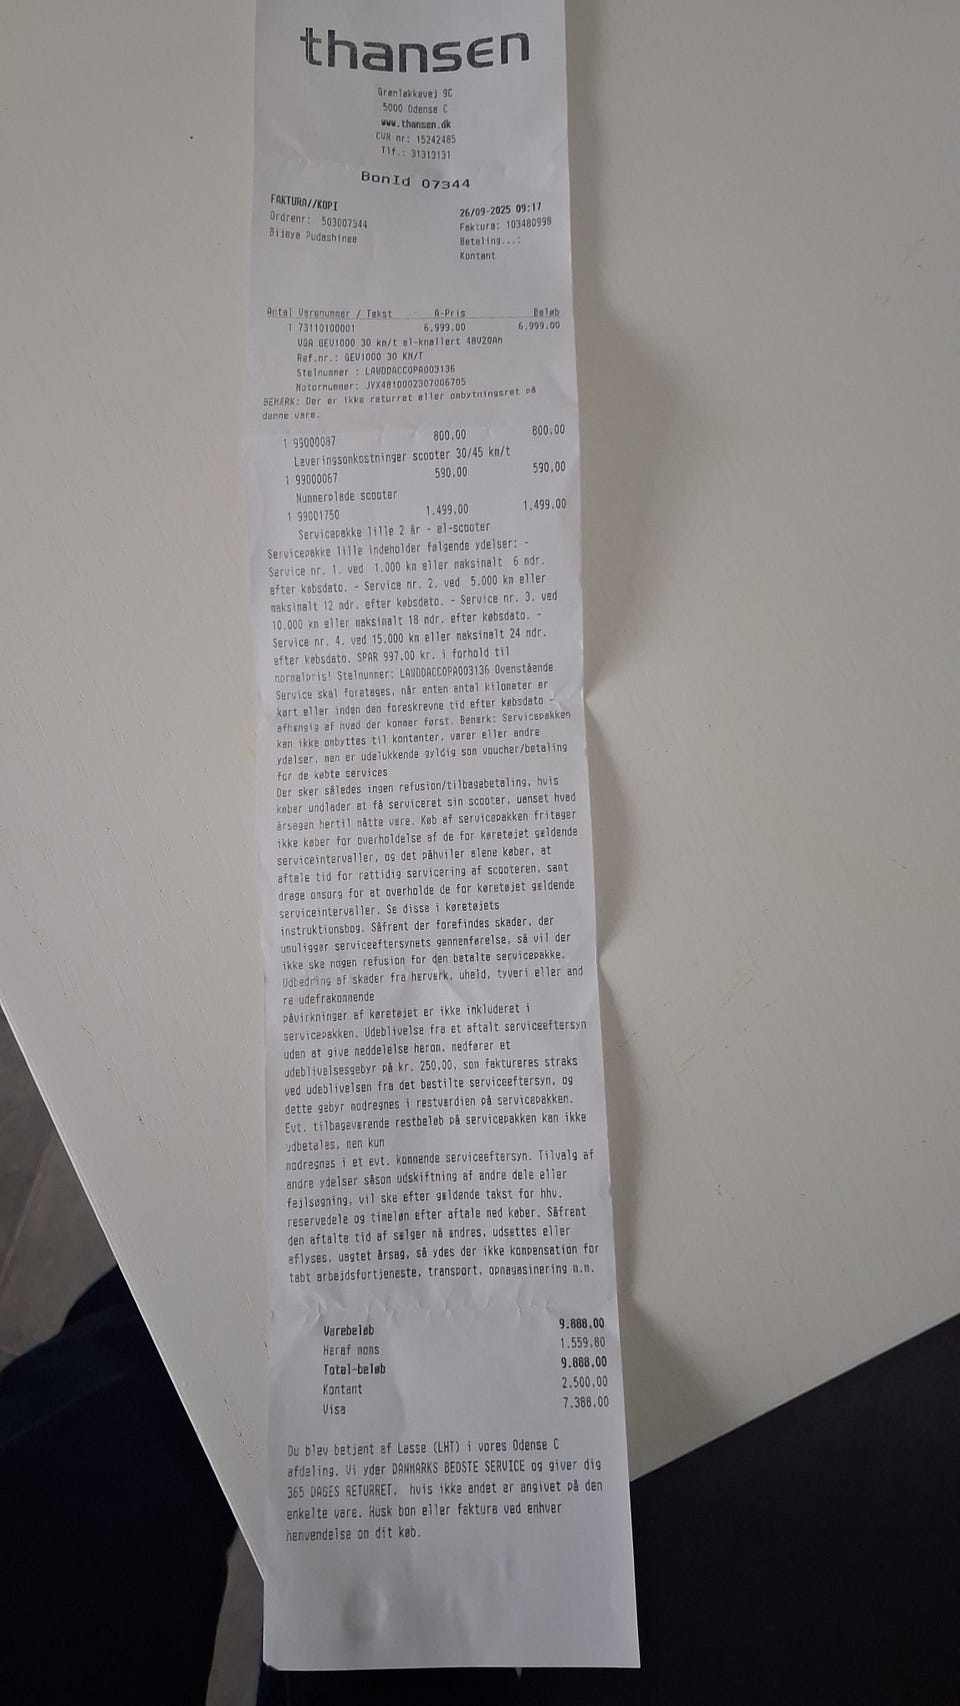 thansen
Grønløkkevej 9C
5000 Odense C
www.thansen.dk
CVR nr: 15242485
Tlf.: 31313131
BonId 07344
FAKTURA//KOPI
26/09-2025 09:17
Ordrenr: 503007344
Faktura: 103480998
Bijaya Pudashinee
Betaling...:
Kontant
Antal Varenummer / Tekst A-Pris Beløb
1 73110100001 6.999,00 6.999,00
VGA GEV1000 30 km/t el-knallert 48V20Ah
Ref.nr.: GEV1000 30 KM/T
Stelnummer : LAUDDACCOPA003136
Motornummer: JYX4810002307006705
BEMÆRK: Der er ikke returret eller ombytningsret på
denne vare.
1 99000087 800,00 800,00
Leveringsomkostninger scooter 30/45 km/t
1 99000067 590,00 590,00
Nummerplade scooter
1 99001750 1.499,00 1.499,00
Servicepakke lille 2 år - el-scooter
Servicepakke lille indeholder følgende ydelser: -
Service nr. 1. ved 1.000 km eller maksimalt 6 mdr.
efter købsdato. - Service nr. 2. ved 5.000 km eller
maksimalt 12 mdr. efter købsdato. - Service nr. 3. ved
10.000 km eller maksimalt 18 mdr. efter købsdato. -
Service nr. 4. ved 15.000 km eller maksimalt 24 mdr.
efter købsdato. SPAR 997,00 kr. i forhold til
normalpris! Stelnummer: LAUDDACCOPA003136 Ovenstående
Service skal foretages, når enten antal kilometer er
kørt eller inden den foreskrevne tid efter købsdato -
afhængig af hvad der kommer først. Bemærk: Servicepakken
kan ikke ombyttes til kontanter, varer eller andre
ydelser, men er udelukkende gyldig som voucher/betaling
for de købte services
Der sker således ingen refusion/tilbagebetaling, hvis
køber undlader at få serviceret sin scooter, uanset hvad
årsagen hertil måtte være. Køb af servicepakken fritager
ikke køber for overholdelse af de for køretøjet gældende
serviceintervaller, og det påhviler alene køber, at
aftale tid for rettidig servicering af scooteren, samt
drage omsorg for at overholde de for køretøjet gældende
serviceintervaller. Se disse i køretøjets
instruktionsbog. Såfremt der forefindes skader, der
umuliggør serviceeftersynets gennemførelse, så vil der
ikke ske nogen refusion for den betalte servicepakke.
Udbedring af skader fra hærværk, uheld, tyveri eller and
re udefrakommende
påvirkninger af køretøjet er ikke inkluderet i
servicepakken. Udeblivelse fra et aftalt serviceeftersyn
uden at give meddelelse herom, medfører et
udeblivelsesgebyr på kr. 250,00, som faktureres straks
ved udeblivelsen fra det bestilte serviceeftersyn, og
dette gebyr modregnes i restværdien på servicepakken.
Evt. tilbageværende restbeløb på servicepakken kan ikke
udbetales, men kun
modregnes i et evt. kommende serviceeftersyn. Tilvalg af
andre ydelser såsom udskiftning af andre dele eller
fejlsøgning, vil ske efter gældende takst for hhv.
reservedele og timeløn efter aftale med køber. Såfremt
den aftalte tid af sælger må ændres, udsættes eller
aflyses, uagtet årsag, så ydes der ikke kompensation for
tabt arbejdsfortjeneste, transport, opmagasinering m.m.
Varebeløb 9.888,00
Heraf moms 1.559,80
Total-beløb 9.888,00
Kontant 2.500,00
Visa 7.388,00
Du blev betjent af Lasse (LHT) i vores Odense C
afdeling. Vi yder DANMARKS BEDSTE SERVICE og giver dig
365 DAGES RETURRET, hvis ikke andet er angivet på den
enkelte vare. Husk bon eller faktura ved enhver
henvendelse om dit køb.